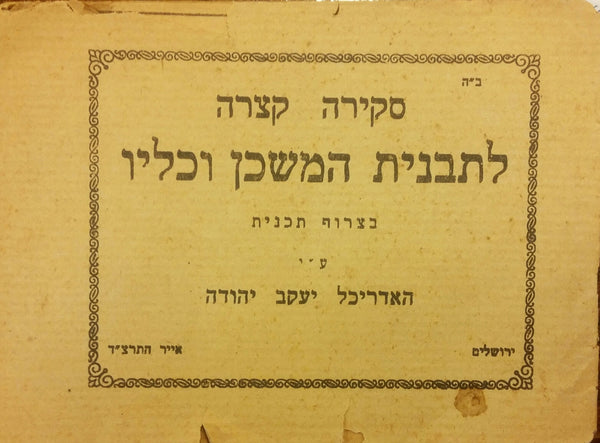 ב״ה
סקירה קצרה
לתבנית המשכן וכליו
בצרוף תכנית
ע״י
האדריכל יעקב יהודה
ירושלים אייר התרצ״ד